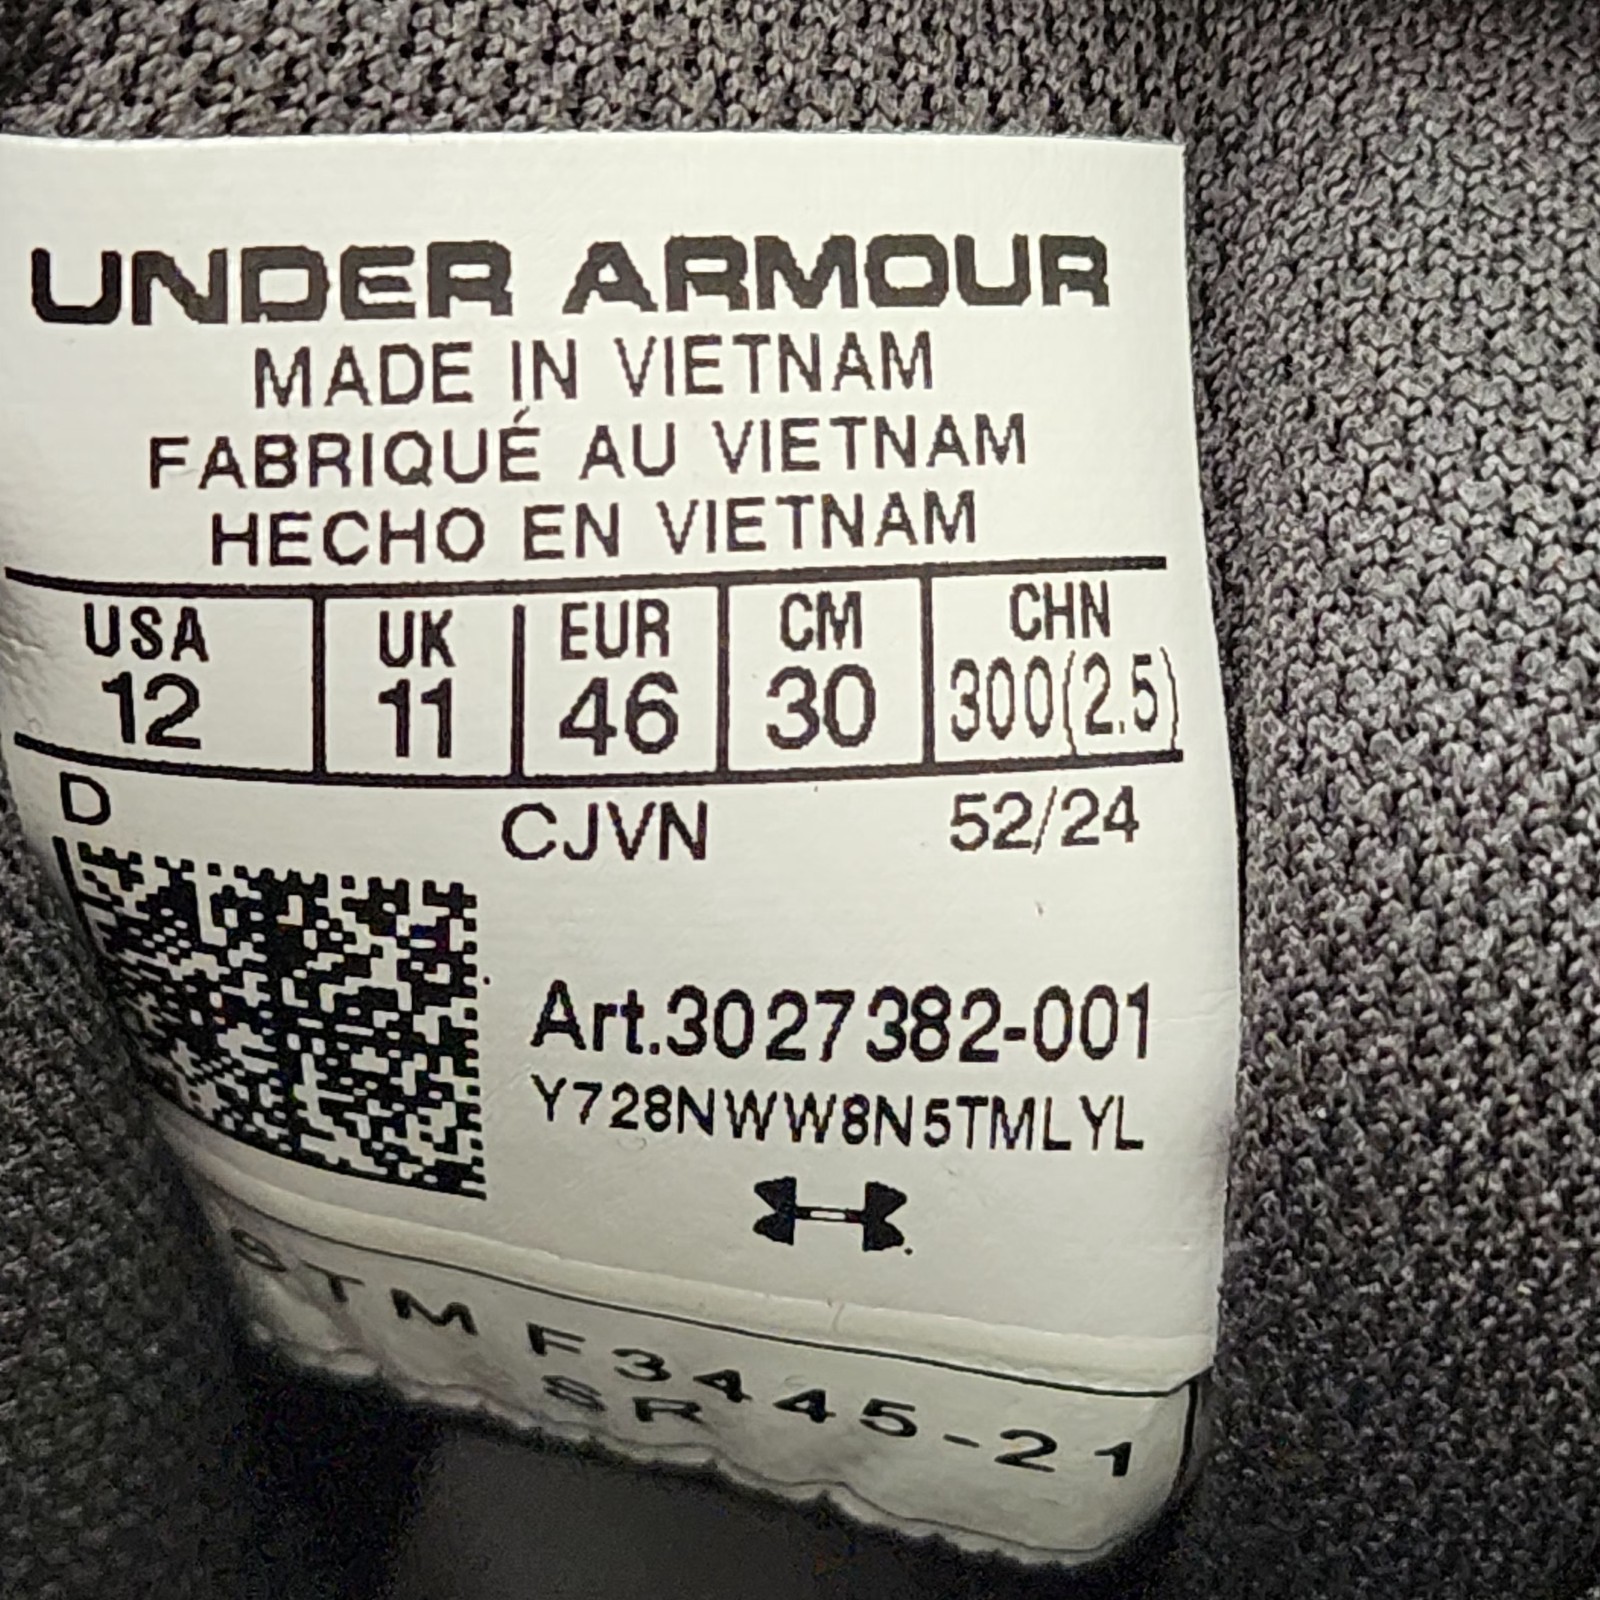 UNDER ARMOUR
MADE IN VIETNAM
FABRIQUÉ AU VIETNAM
HECHO EN VIETNAM
USA UK EUR CM CHN
12 11 46 30 300(2.5)
D CJVN 52/24
Art.3027382-001
Y728NWW8N5TMLYL
STM F3445-21
SR